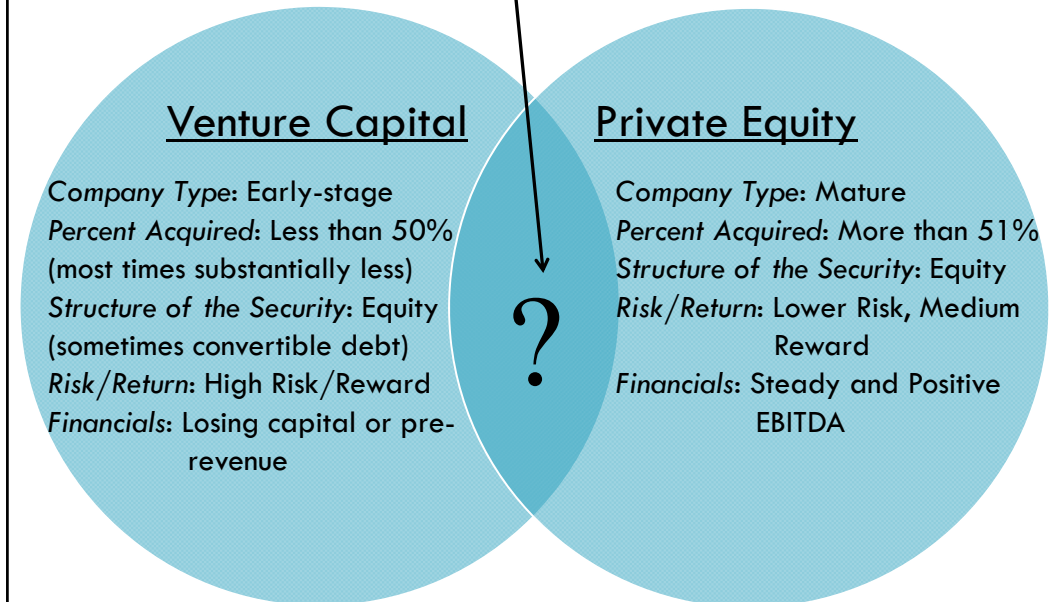 Venture Capital
Company Type: Early-stage
Percent Acquired: Less than 50%
(most times substantially less)
Structure of the Security: Equity
(sometimes convertible debt)
Risk/Return: High Risk/Reward
Financials: Losing capital or pre-
revenue
?
Private Equity
Company Type: Mature
Percent Acquired: More than 51%
Structure of the Security: Equity
Risk/Return: Lower Risk, Medium
Reward
Financials: Steady and Positive
EBITDA